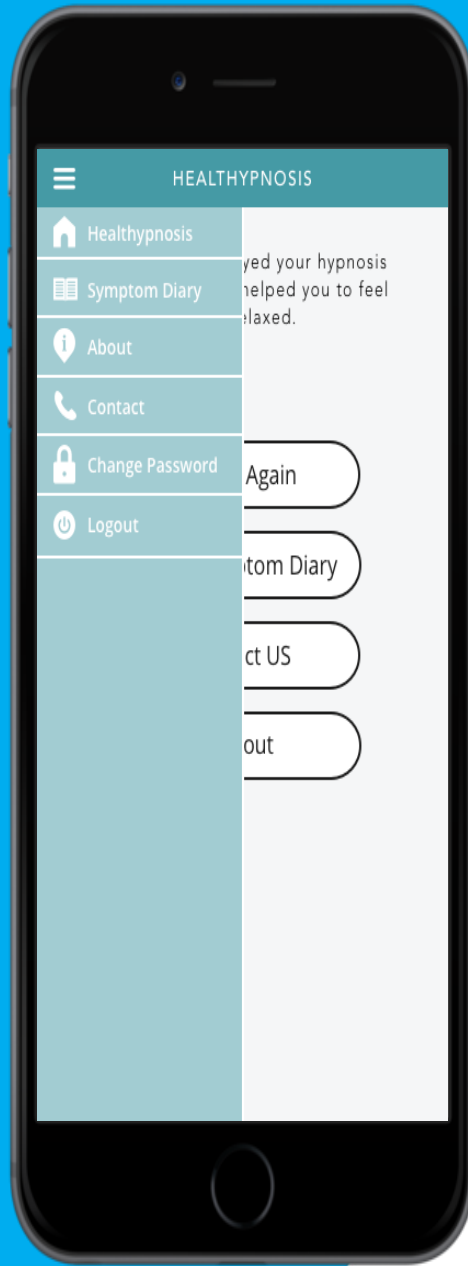 HEALTHYPNOSIS
Healthypnosis
Symptom Diary
About
Contact
Change Password
Logout
yed your hypnosis
helped you to feel
elaxed.
Again
tom Diary
ct US
out